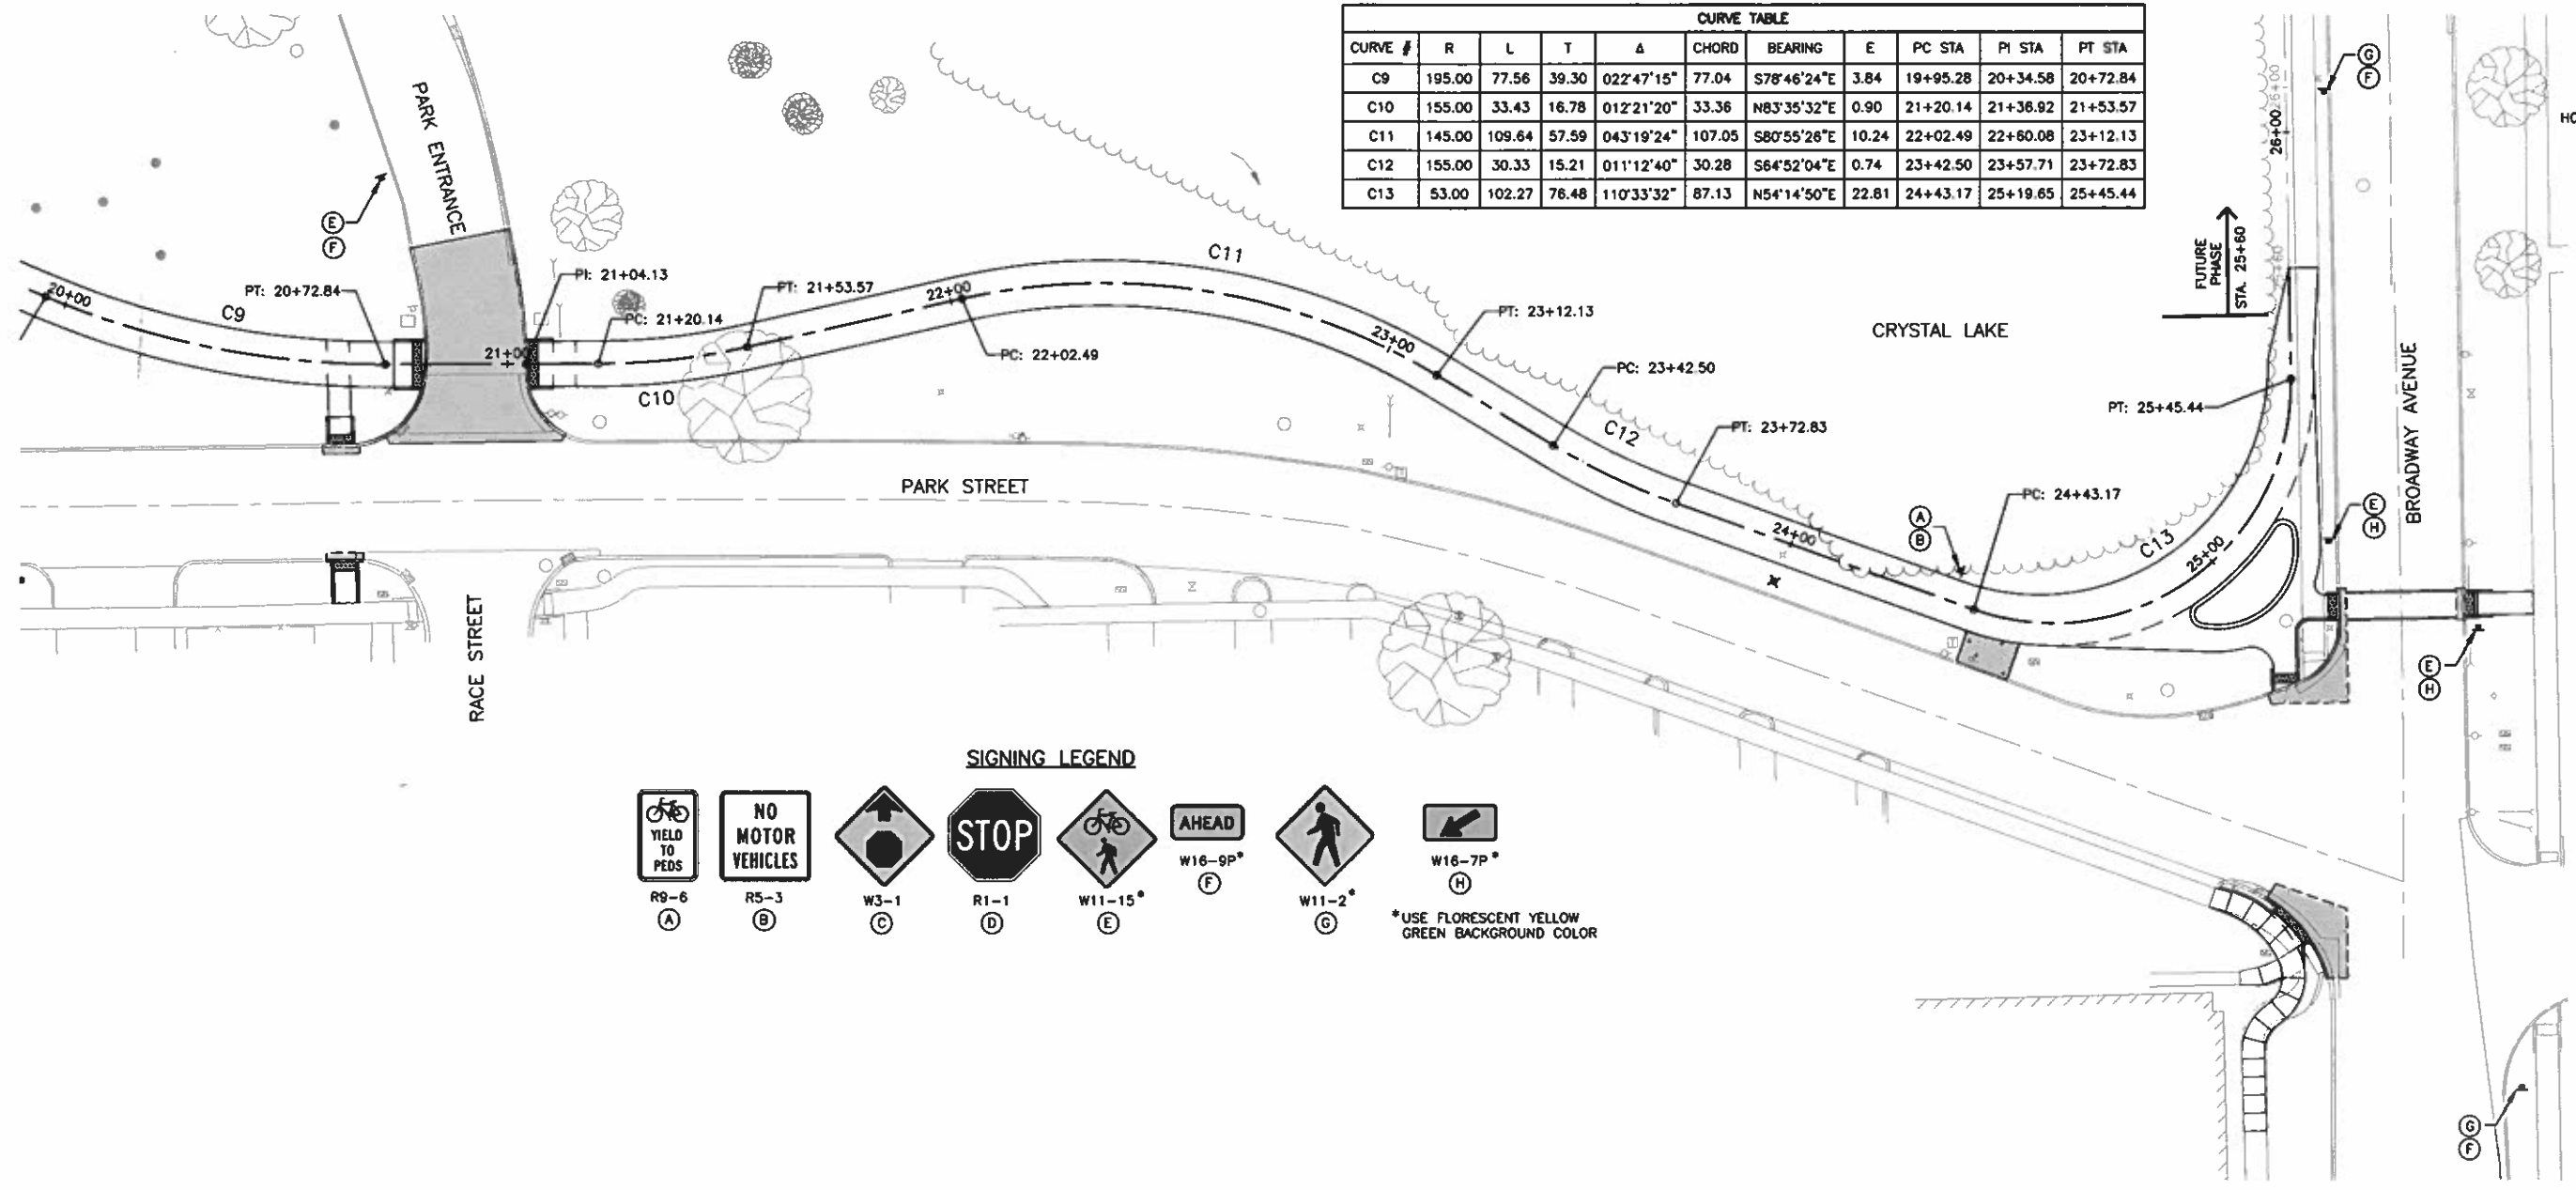 CURVE TABLE
CURVE # R L T Δ CHORD BEARING E PC STA PI STA PT STA
C9 195.00 77.56 39.30 022°47'15" 77.04 S78°46'24"E 3.84 19+95.28 20+34.58 20+72.84
C10 155.00 33.43 16.78 012°21'20" 33.36 N83°35'32"E 0.90 21+20.14 21+36.92 21+53.57
C11 145.00 109.64 57.59 043°19'24" 107.05 S80°55'26"E 10.24 22+02.49 22+60.08 23+12.13
C12 155.00 30.33 15.21 011°12'40" 30.28 S64°52'04"E 0.74 23+42.50 23+57.71 23+72.83
C13 53.00 102.27 76.48 110°33'32" 87.13 N54°14'50"E 22.81 24+43.17 25+19.65 25+45.44
G
F
PARK ENTRANCE
E
F
26+00
26+00
25+60
FUTURE
PHASE
STA. 25+60
20+00
PT: 20+72.84
C9
PI: 21+04.13
21+00
PC: 21+20.14
PT: 21+53.57
C10
22+00
PC: 22+02.49
C11
23+00
PT: 23+12.13
PC: 23+42.50
C12
PT: 23+72.83
CRYSTAL LAKE
24+00
A
B
PC: 24+43.17
C13
25+00
PT: 25+45.44
BROADWAY AVENUE
E
H
E
H
PARK STREET
RACE STREET
SIGNING LEGEND
YIELD
TO
PEDS
R9-6
A
NO
MOTOR
VEHICLES
R5-3
B
W3-1
C
STOP
R1-1
D
W11-15*
E
AHEAD
W16-9P*
F
W11-2*
G
W16-7P*
H
*USE FLORESCENT YELLOW
GREEN BACKGROUND COLOR
G
F